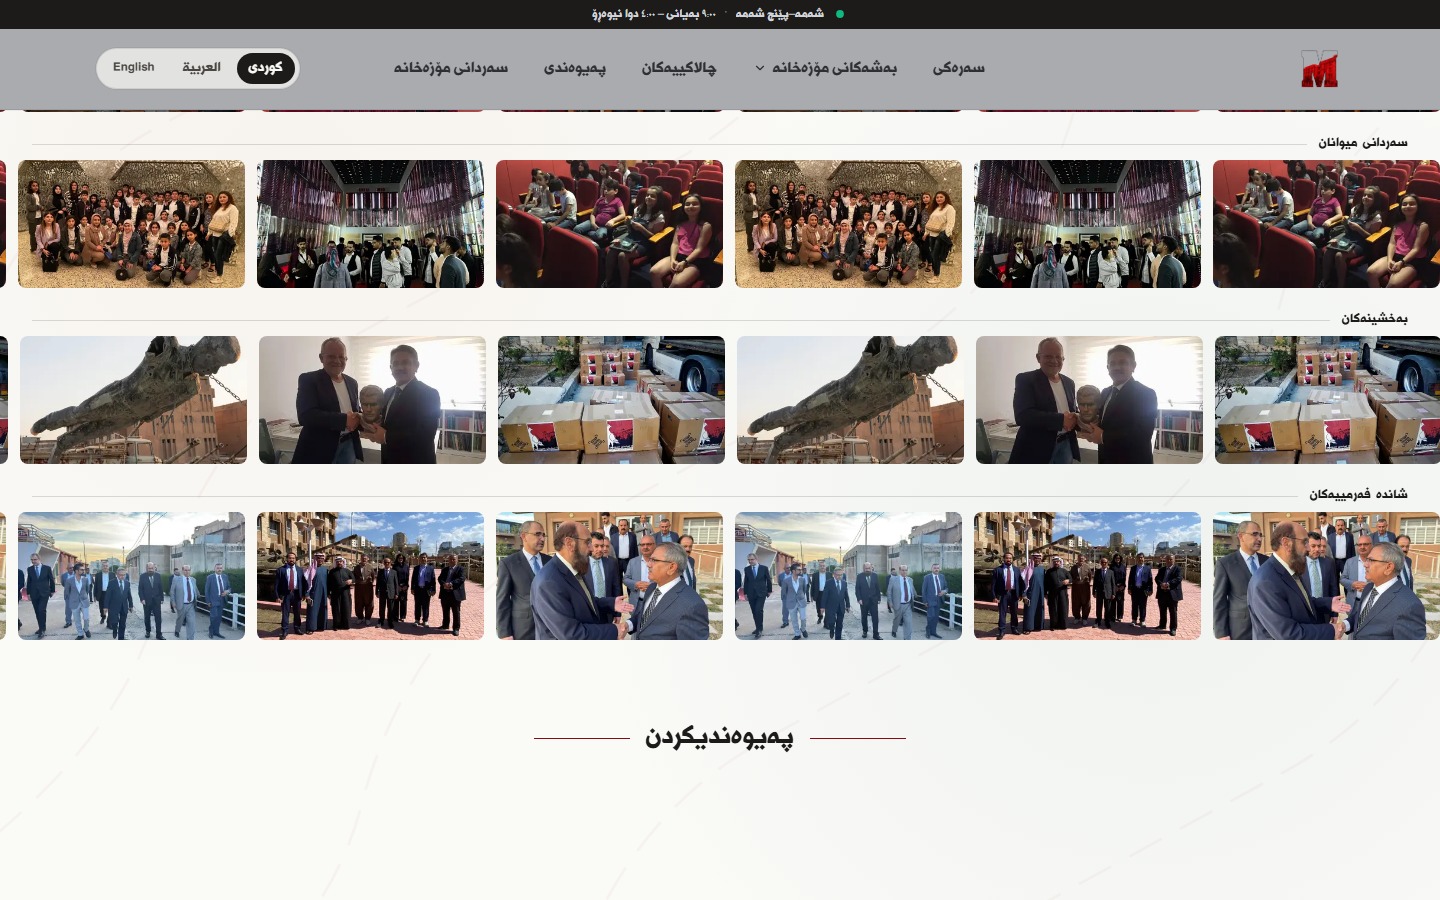 شەممە–پێنج شەممە · ٩:٠٠ بەیانی – ٤:٠٠ دوا نیوەڕۆ
سەرەکی
بەشەکانی مۆزەخانە
چالاکییەکان
پەیوەندی
سەردانی مۆزەخانە
کوردی
العربية
English
سەردانی میوانان
بەخشینەکان
شاندە فەرمییەکان
پەیوەندیکردن